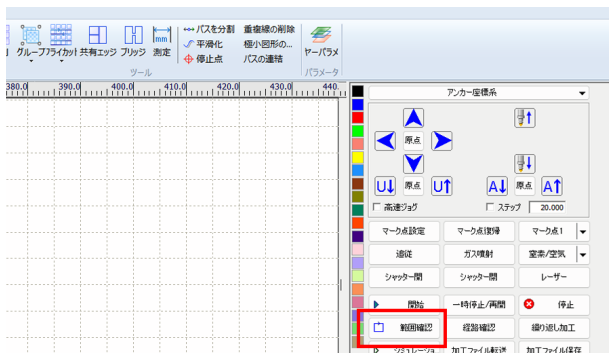 パスを分割 重複線の削除
グループ フライカット 共有エッジ ブリッジ 測定 平滑化 極小図形の... ヤーパラメ
停止点 パスの連結
ツール パラメータ
380.0 390.0 400.0 410.0 420.0 430.0 440.
アンカー座標系
原点
U↓ 原点 U↑ A↓ 原点 A↑
高速ジョグ ステップ 20.000
マーク点設定 マーク点復帰 マーク点1
追従 ガス噴射 窒素/空気
シャッター開 シャッター閉 レーザー
開始 一時停止/再開 停止
範囲確認 経路確認 繰り返し加工
シミュレーショ 加工ファイル転送 加工ファイル保存